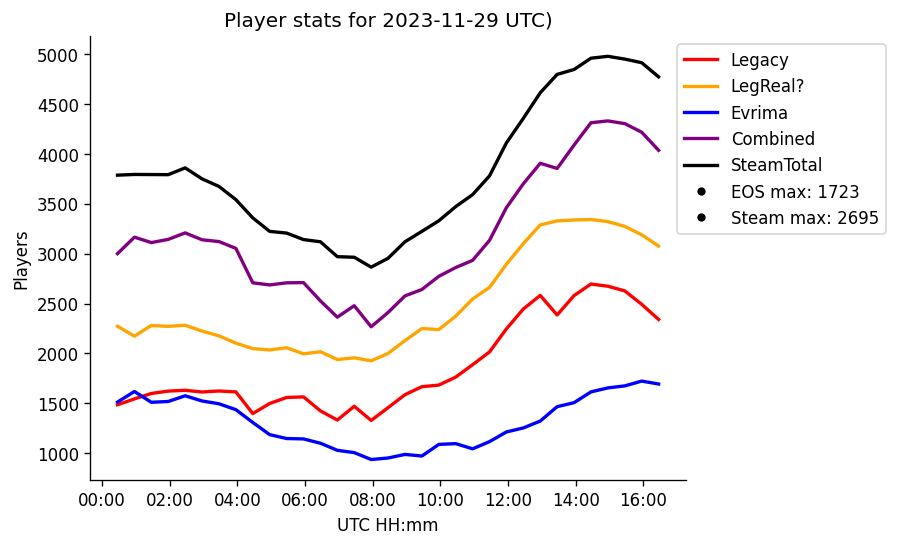 Player stats for 2023-11-29 UTC)
5000
4500
4000
3500
3000
2500
2000
1500
1000
Players
00:00 02:00 04:00 06:00 08:00 10:00 12:00 14:00 16:00
UTC HH:mm
Legacy
LegReal?
Evrima
Combined
SteamTotal
EOS max: 1723
Steam max: 2695